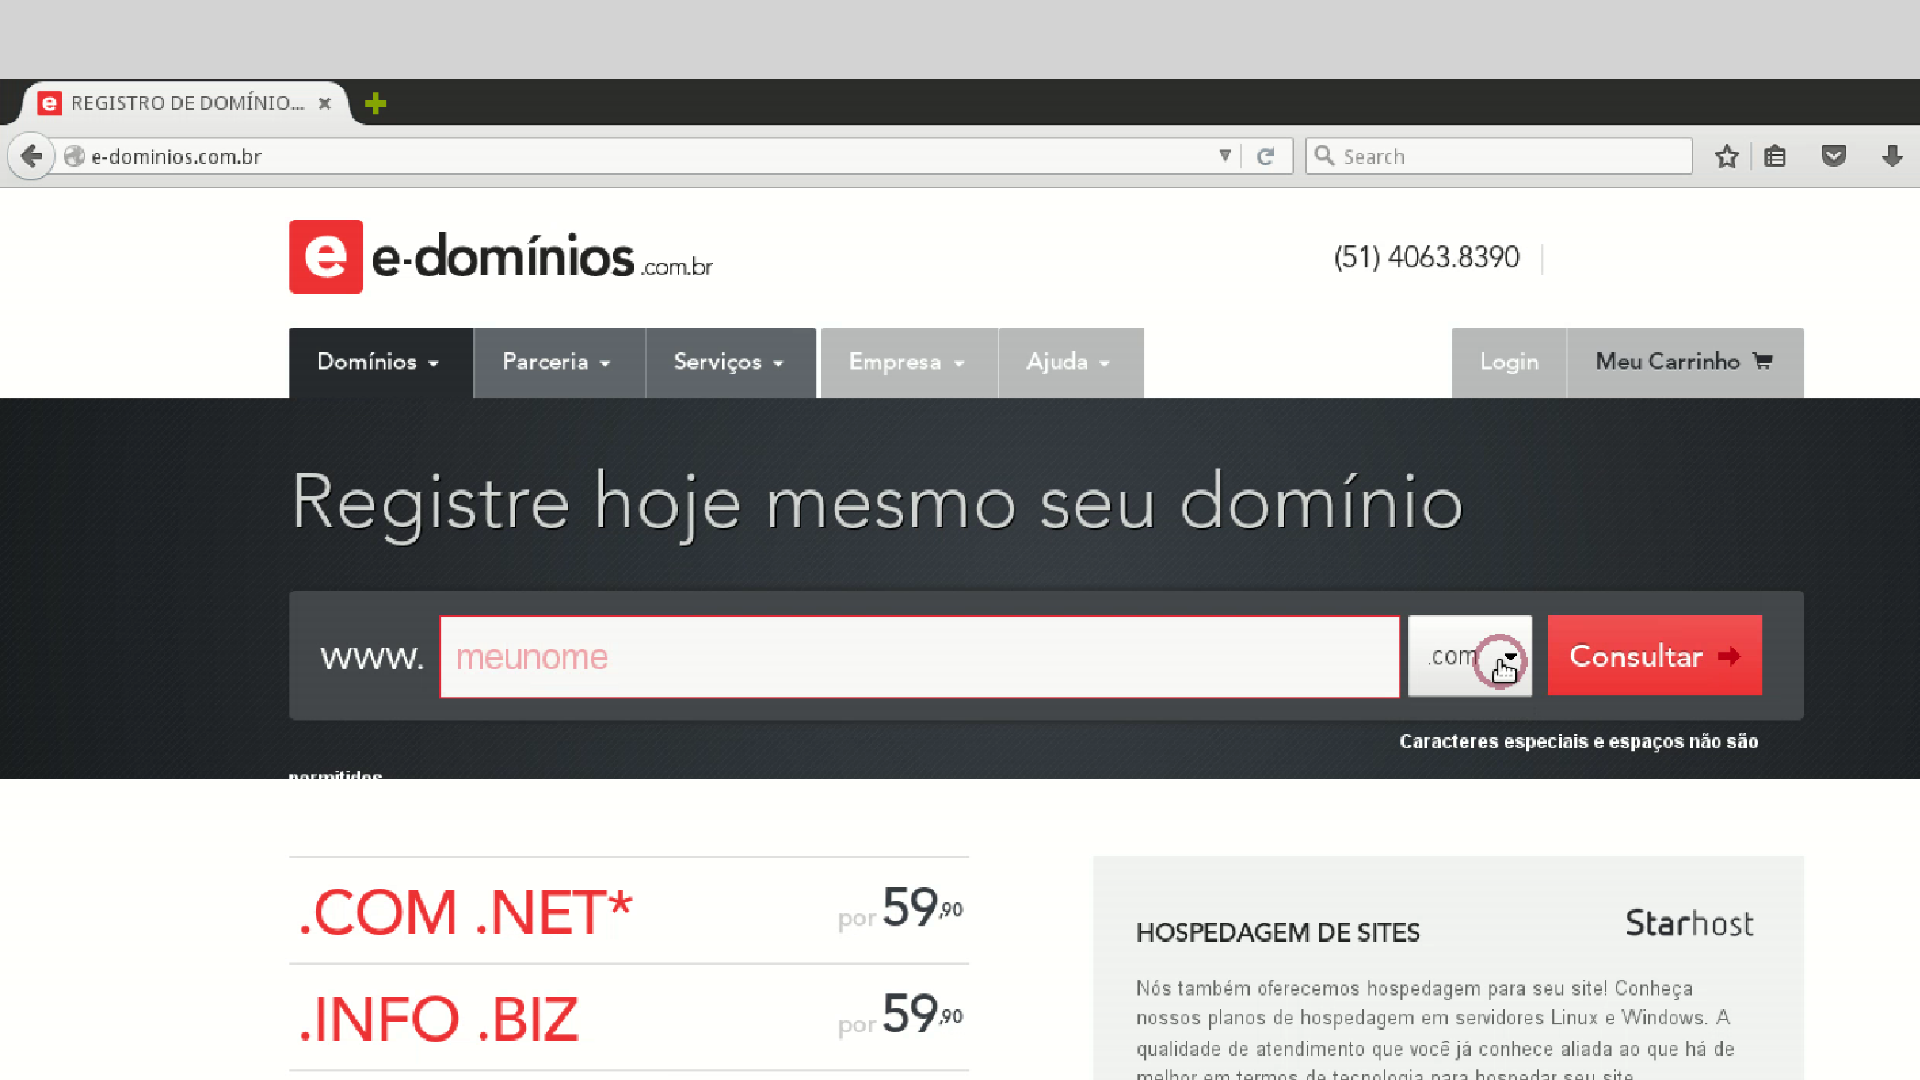 REGISTRO DE DOMÍNIO...
e-dominios.com.br
Search
e e-domínios.com.br
(51) 4063.8390
Domínios Parceria Serviços Empresa Ajuda Login Meu Carrinho
Registre hoje mesmo seu domínio
www. meunome .com Consultar
Caracteres especiais e espaços não são
permitidos
.COM .NET* por 59,90
HOSPEDAGEM DE SITES Starhost
.INFO .BIZ por 59,90
Nós também oferecemos hospedagem para seu site! Conheça
nossos planos de hospedagem em servidores Linux e Windows. A
qualidade de atendimento que você já conhece aliada ao que há de
melhor em termos de tecnologia para hospedar seu site.